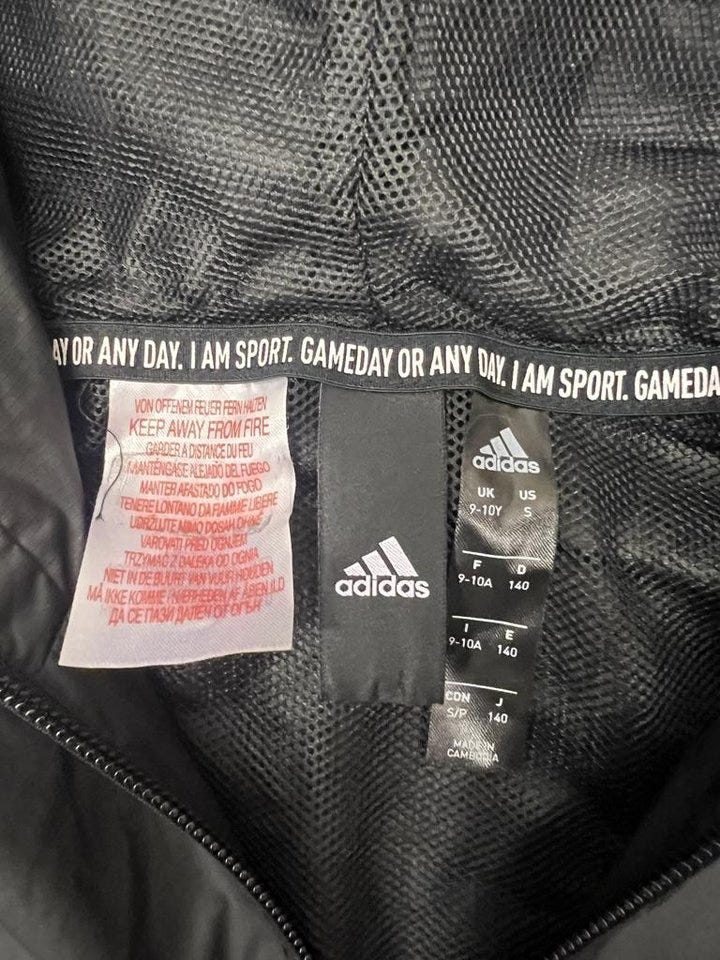 AY OR ANY DAY. I AM SPORT. GAMEDAY OR ANY DAY. I AM SPORT. GAMEDA
VON OFFENEM FEUER FERN HALTEN
KEEP AWAY FROM FIRE
GARDER A DISTANCE DU FEU
MANTENGASE ALEJADO DEL FUEGO
MANTER AFASTADO DO FOGO
TENERE LONTANO DA FIAMME LIBERE
UDRŽUJTE MIMO DOSAH OHNĚ
VAROVATI PRED OGNJEM
TRZYMAĆ Z DALEKA OD OGNIA
NIET IN DE BUURT VAN VUUR HOUDEN
MÅ IKKE KOMME I NÆRHEDEN AF ÅBEN ILD
ДА СЕ ПАЗИ ДАЛЕЧ ОТ ОГЪН
adidas
adidas
UK US
9-10Y S
F D
9-10A 140
I E
9-10A 140
CDN J
S/P 140
MADE IN
CAMBODIA